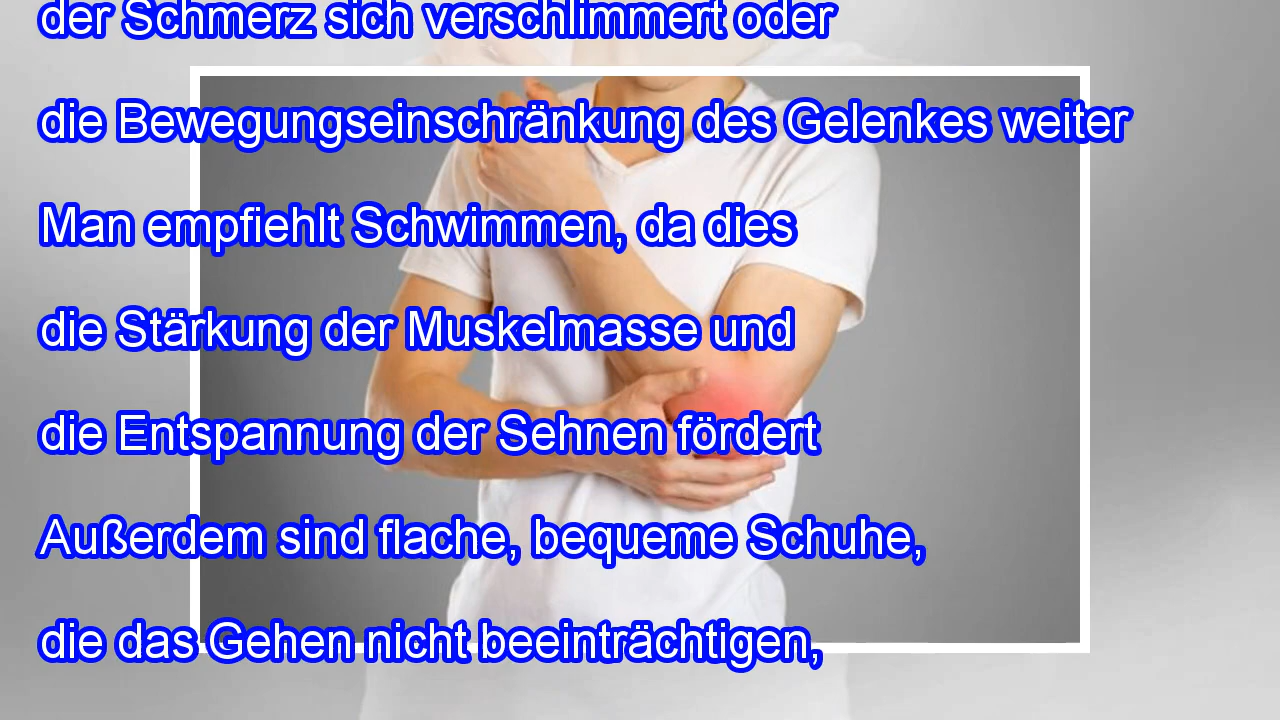 der Schmerz sich verschlimmert oder
die Bewegungseinschränkung des Gelenkes weiter
Man empfiehlt Schwimmen, da dies
die Stärkung der Muskelmasse und
die Entspannung der Sehnen fördert
Außerdem sind flache, bequeme Schuhe,
die das Gehen nicht beeinträchtigen,